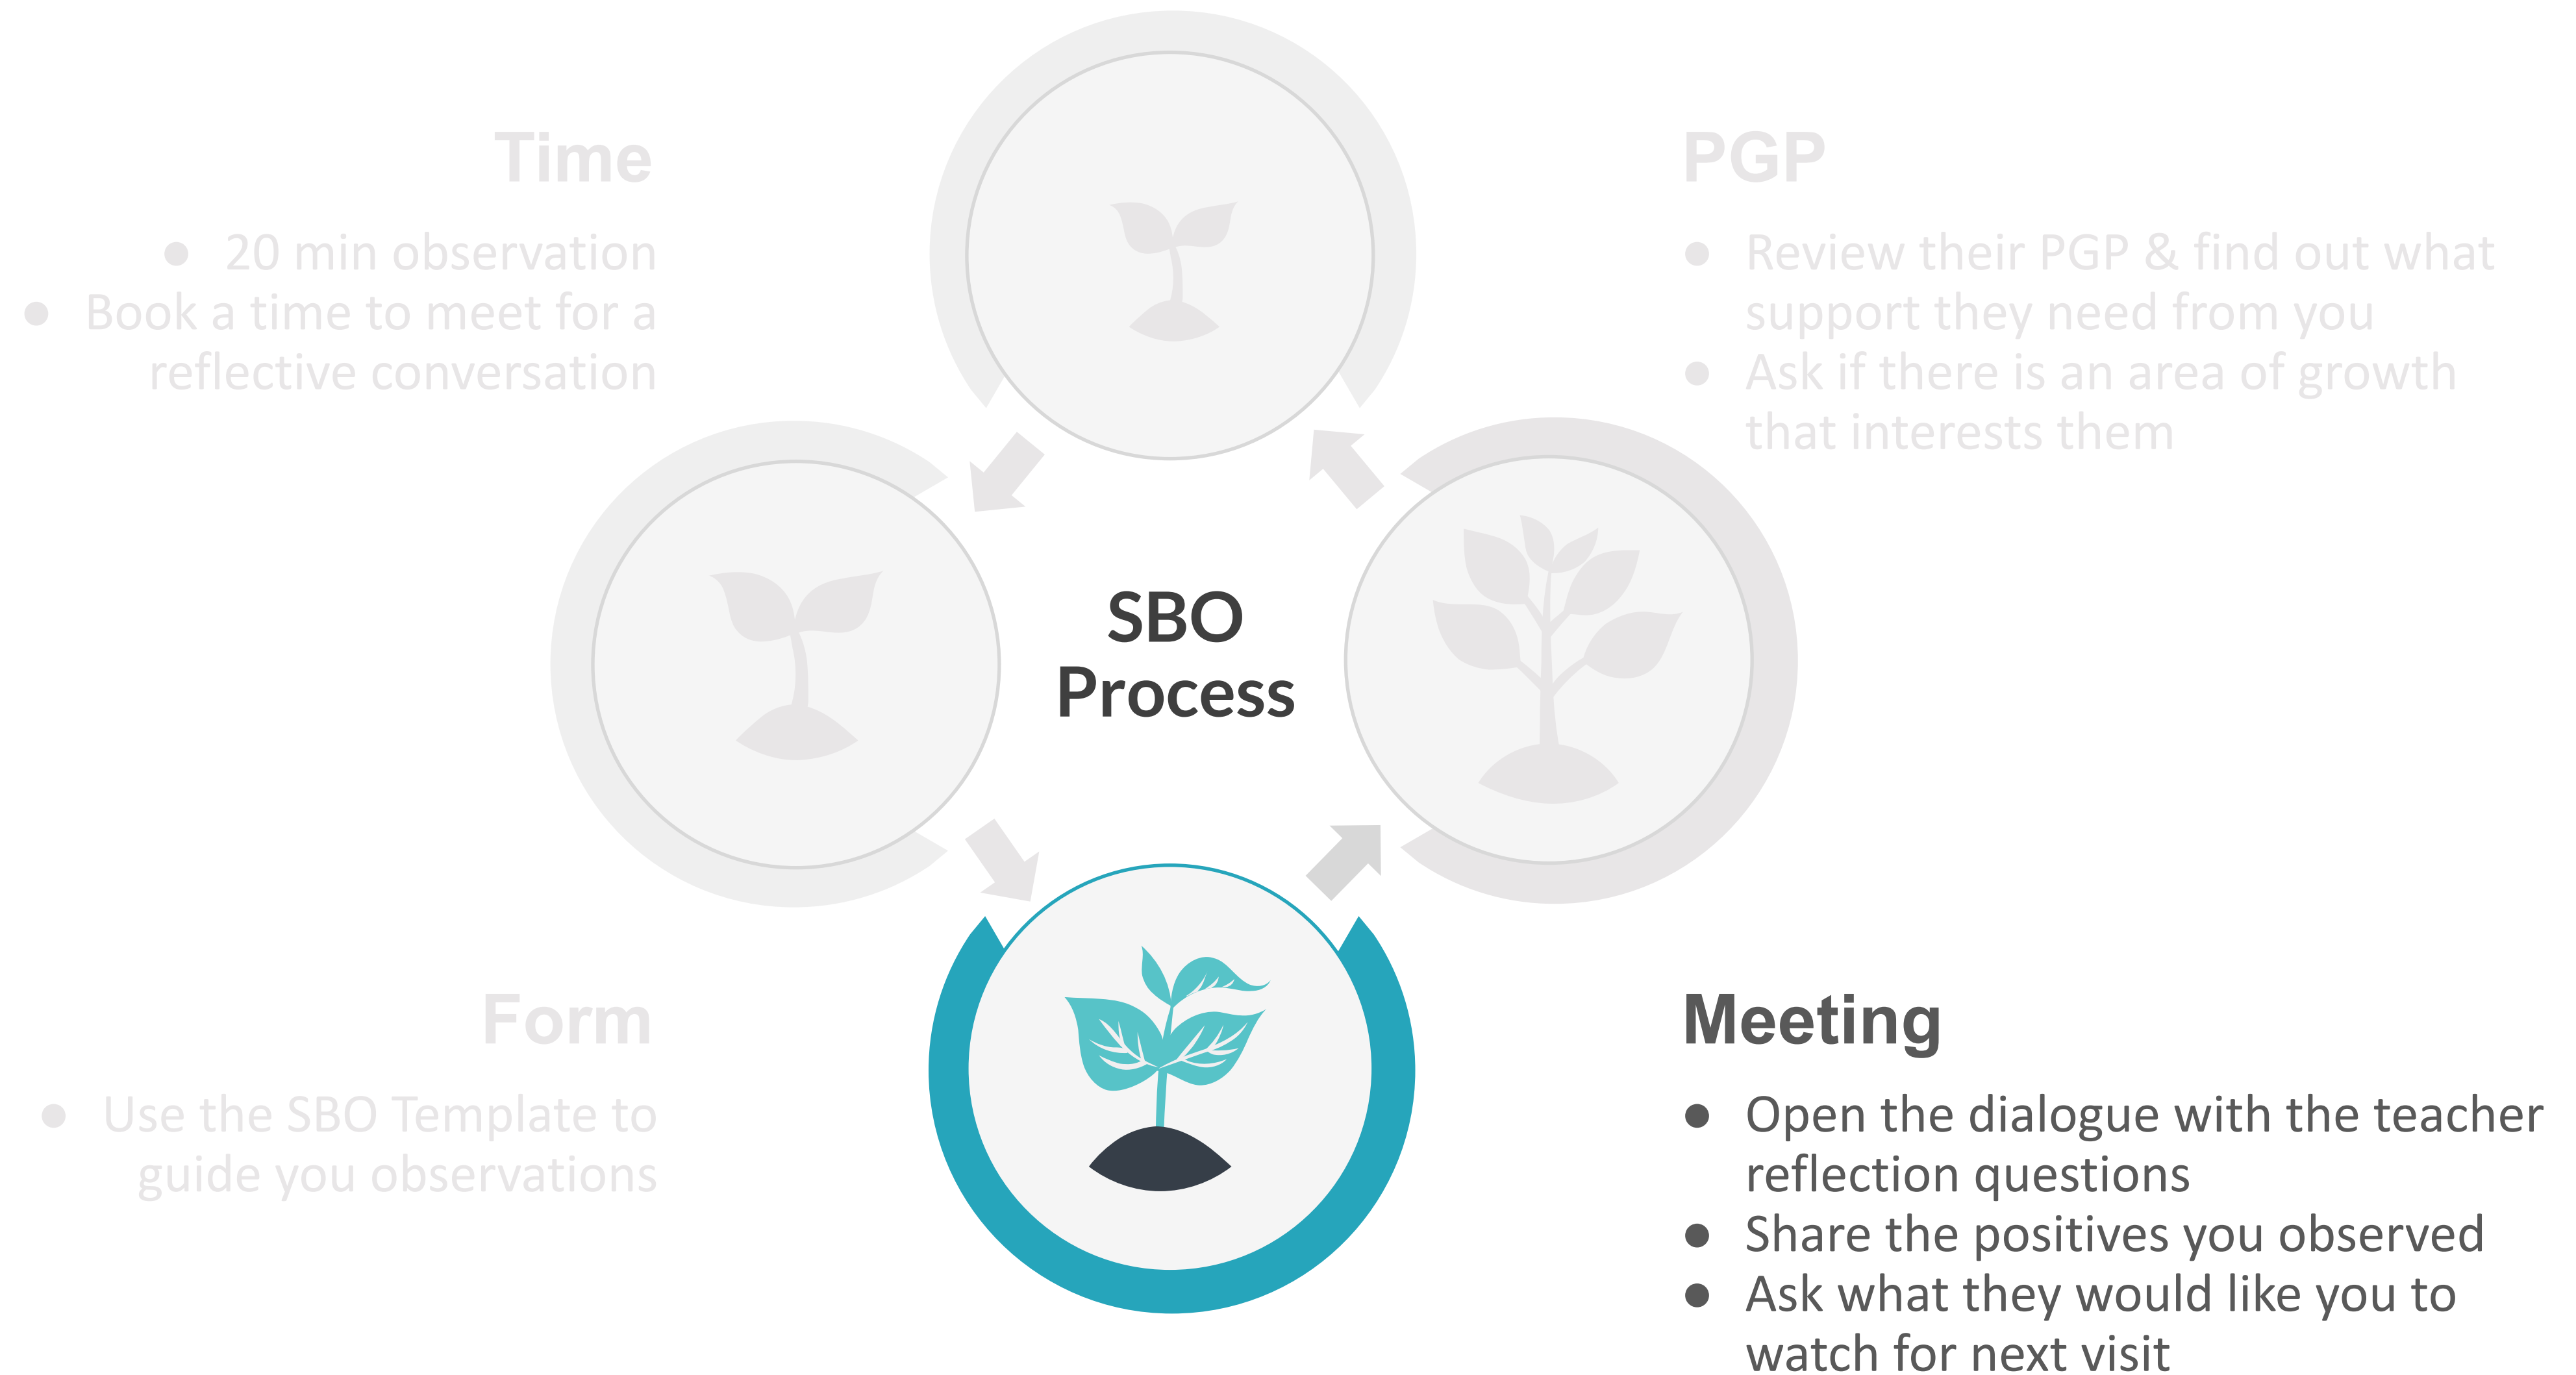 Time
● 20 min observation
● Book a time to meet for a
reflective conversation
PGP
● Review their PGP & find out what
support they need from you
● Ask if there is an area of growth
that interests them
SBO
Process
Form
● Use the SBO Template to
guide you observations
Meeting
● Open the dialogue with the teacher
reflection questions
● Share the positives you observed
● Ask what they would like you to
watch for next visit